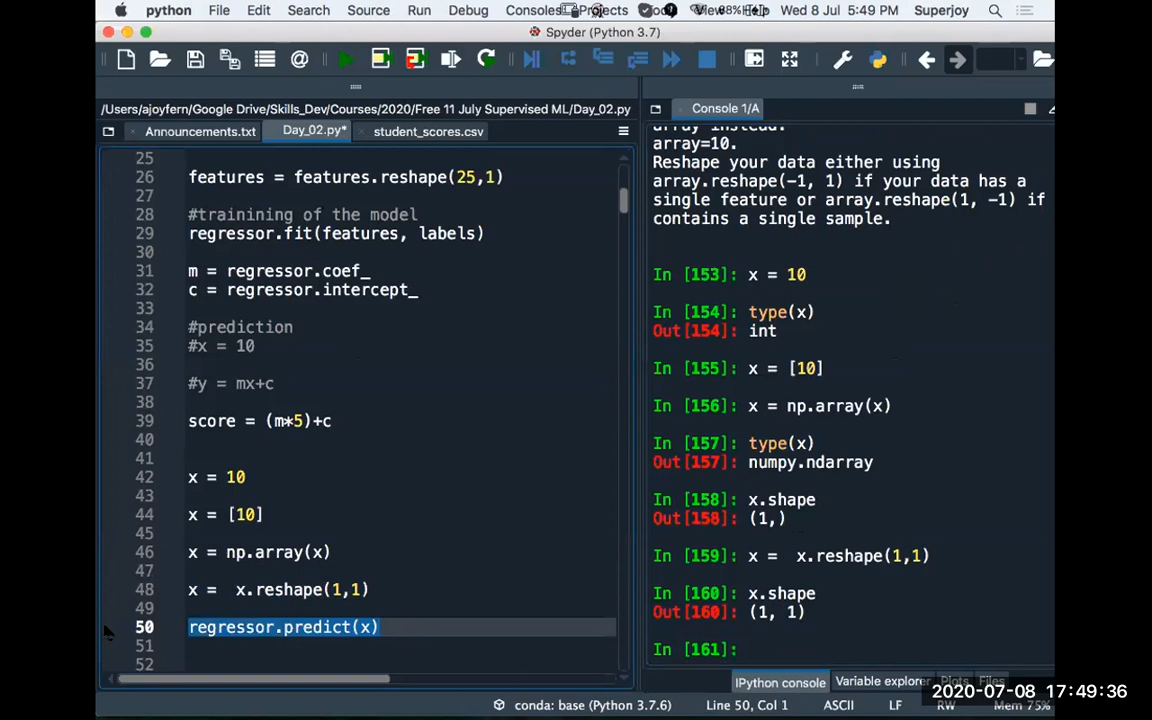 python File Edit Search Source Run Debug Consoles Projects View 88% Help Wed 8 Jul 5:49 PM Superjoy
Spyder (Python 3.7)
/Users/ajoyfern/Google Drive/Skills_Dev/Courses/2020/Free 11 July Supervised ML/Day_02.py
Announcements.txt Day_02.py* student_scores.csv
25
26 features = features.reshape(25,1)
27
28 #trainining of the model
29 regressor.fit(features, labels)
30
31 m = regressor.coef_
32 c = regressor.intercept_
33
34 #prediction
35 #x = 10
36
37 #y = mx+c
38
39 score = (m*5)+c
40
41
42 x = 10
43
44 x = [10]
45
46 x = np.array(x)
47
48 x =  x.reshape(1,1)
49
50 regressor.predict(x)
51
52
Console 1/A
array instead:
array=10.
Reshape your data either using
array.reshape(-1, 1) if your data has a
single feature or array.reshape(1, -1) if
contains a single sample.
In [153]: x = 10
In [154]: type(x)
Out[154]: int
In [155]: x = [10]
In [156]: x = np.array(x)
In [157]: type(x)
Out[157]: numpy.ndarray
In [158]: x.shape
Out[158]: (1,)
In [159]: x =  x.reshape(1,1)
In [160]: x.shape
Out[160]: (1, 1)
In [161]:
IPython console Variable explorer Plots Files
2020-07-08 17:49:36
conda: base (Python 3.7.6) Line 50, Col 1 ASCII LF RW Mem 75%